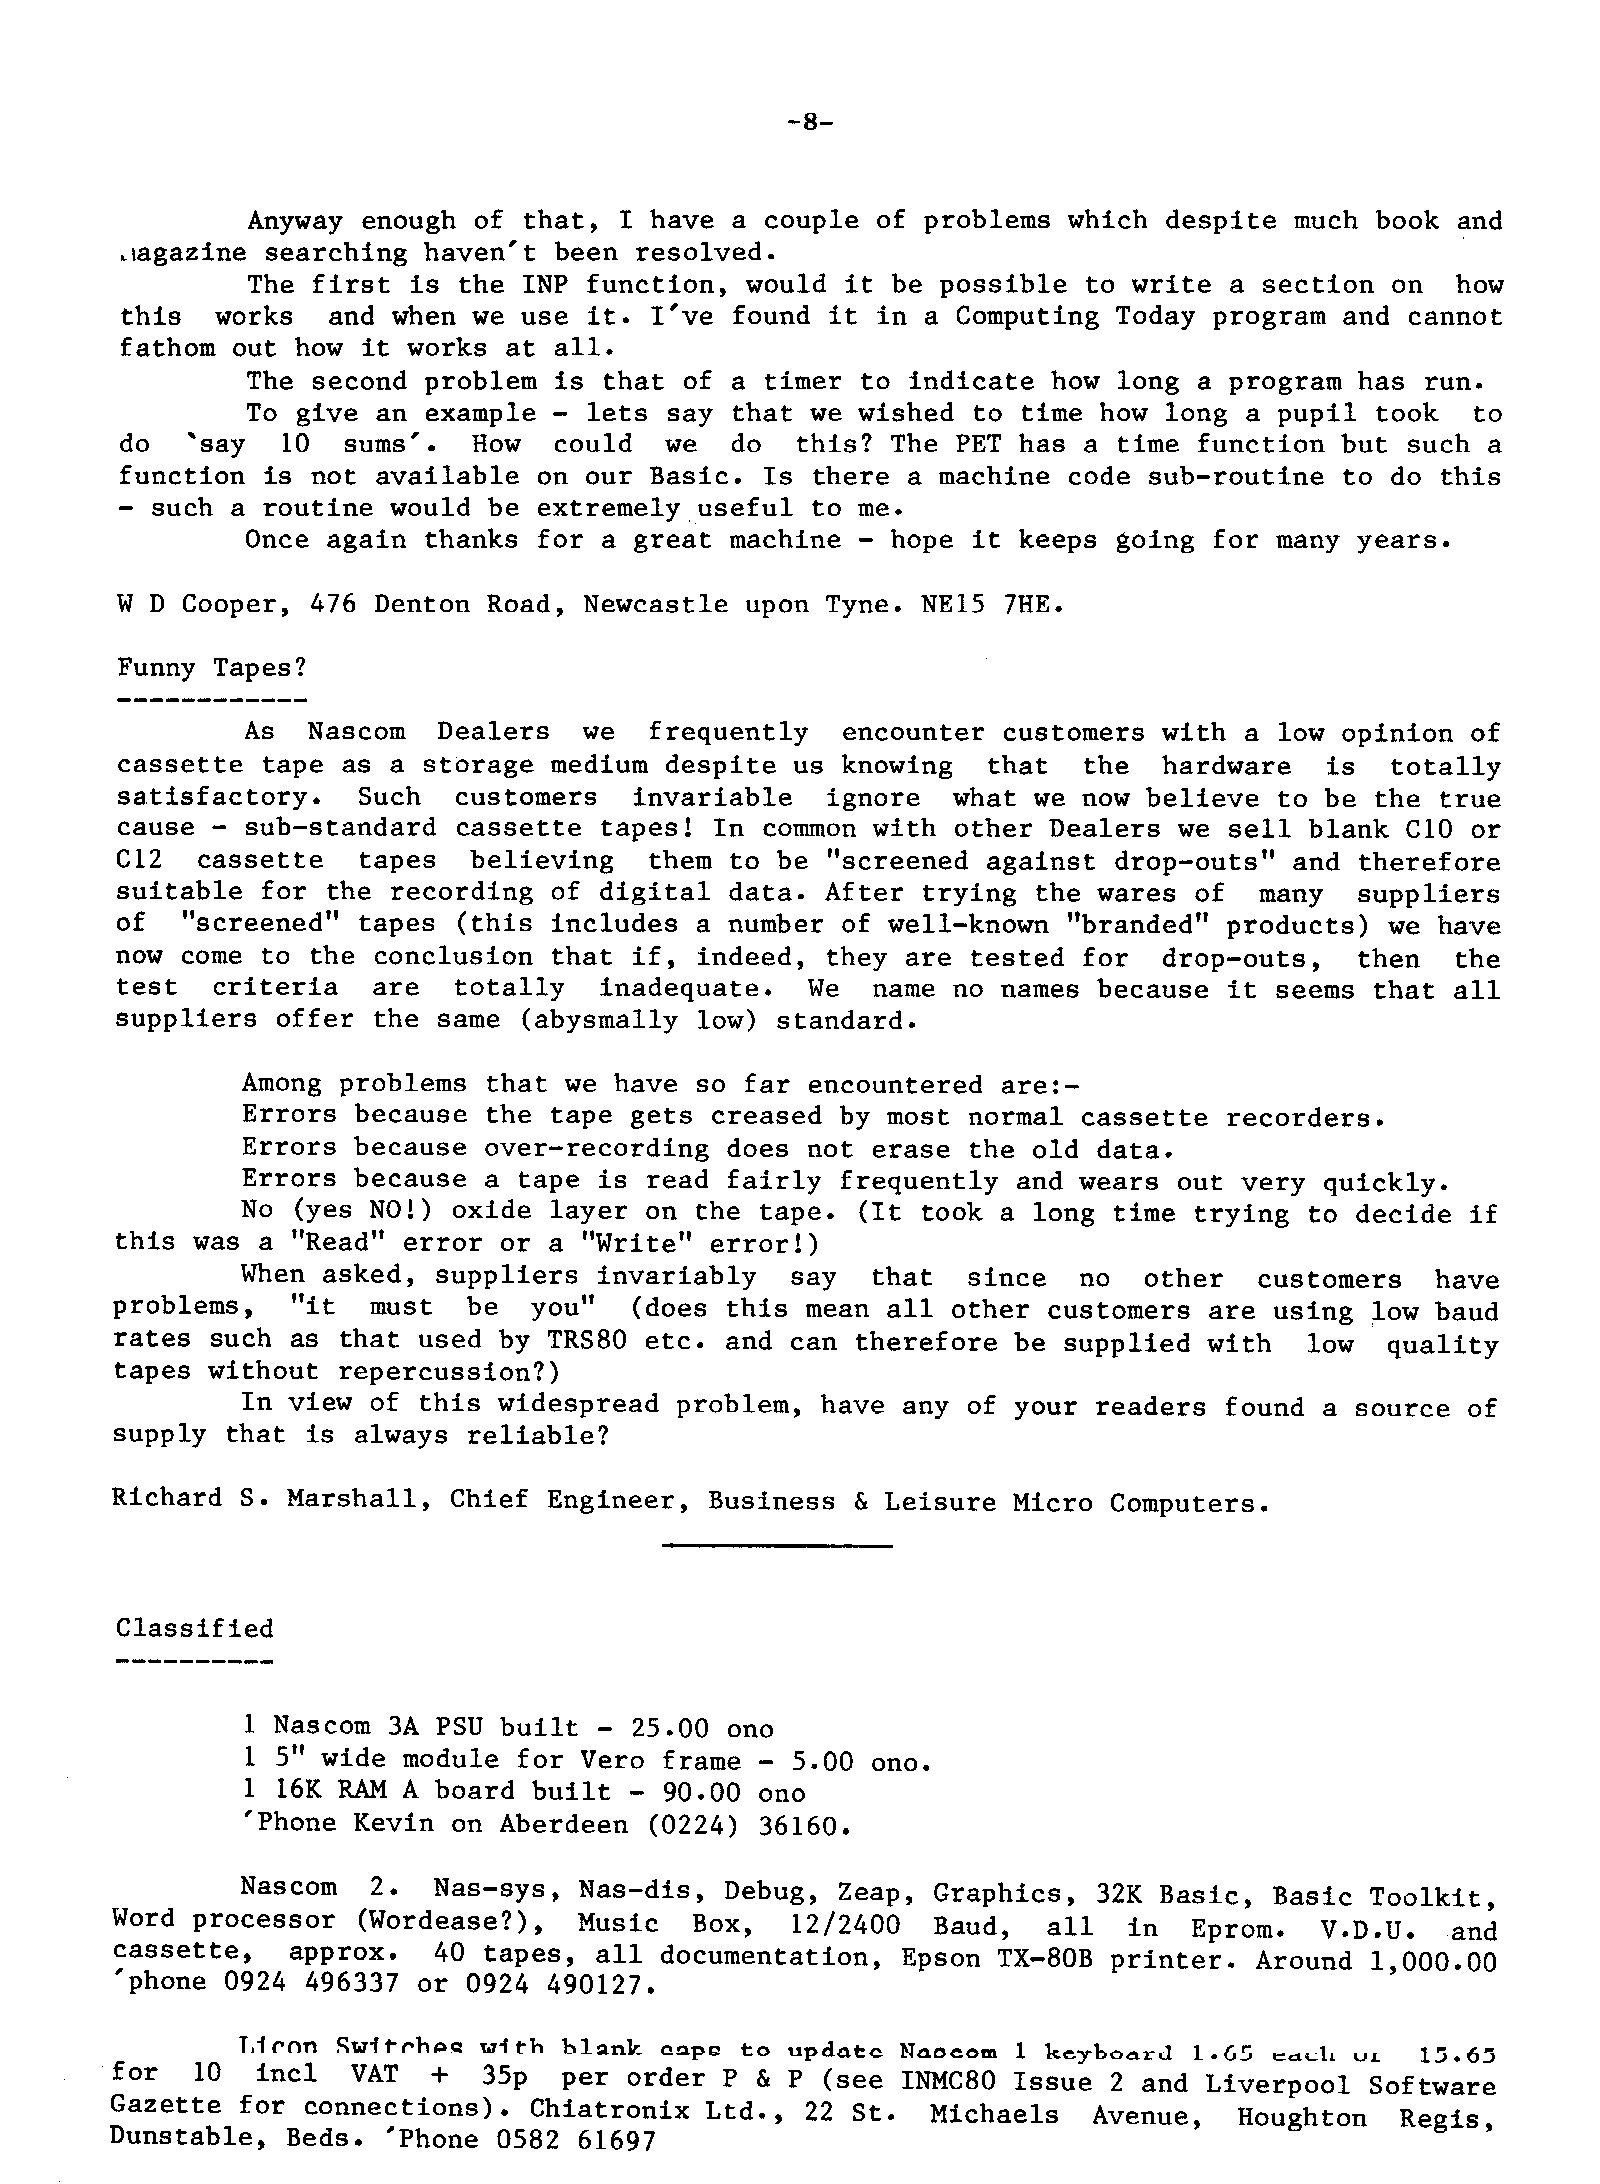 -8-
Anyway enough of that, I have a couple of problems which despite much book and
magazine searching haven't been resolved.
The first is the INP function, would it be possible to write a section on how
this works and when we use it. I've found it in a Computing Today program and cannot
fathom out how it works at all.
The second problem is that of a timer to indicate how long a program has run.
To give an example - lets say that we wished to time how long a pupil took to
do `say 10 sums'. How could we do this? The PET has a time function but such a
function is not available on our Basic. Is there a machine code sub-routine to do this
- such a routine would be extremely useful to me.
Once again thanks for a great machine - hope it keeps going for many years.
W D Cooper, 476 Denton Road, Newcastle upon Tyne. NE15 7HE.
Funny Tapes?
------------
As Nascom Dealers we frequently encounter customers with a low opinion of
cassette tape as a storage medium despite us knowing that the hardware is totally
satisfactory. Such customers invariable ignore what we now believe to be the true
cause - sub-standard cassette tapes! In common with other Dealers we sell blank C10 or
C12 cassette tapes believing them to be "screened against drop-outs" and therefore
suitable for the recording of digital data. After trying the wares of many suppliers
of "screened" tapes (this includes a number of well-known "branded" products) we have
now come to the conclusion that if, indeed, they are tested for drop-outs, then the
test criteria are totally inadequate. We name no names because it seems that all
suppliers offer the same (abysmally low) standard.
Among problems that we have so far encountered are:-
Errors because the tape gets creased by most normal cassette recorders.
Errors because over-recording does not erase the old data.
Errors because a tape is read fairly frequently and wears out very quickly.
No (yes NO!) oxide layer on the tape. (It took a long time trying to decide if
this was a "Read" error or a "Write" error!)
When asked, suppliers invariably say that since no other customers have
problems, "it must be you" (does this mean all other customers are using low baud
rates such as that used by TRS80 etc. and can therefore be supplied with low quality
tapes without repercussion?)
In view of this widespread problem, have any of your readers found a source of
supply that is always reliable?
Richard S. Marshall, Chief Engineer, Business & Leisure Micro Computers.
Classified
----------
1 Nascom 3A PSU built - 25.00 ono
1 5" wide module for Vero frame - 5.00 ono.
1 16K RAM A board built - 90.00 ono
'Phone Kevin on Aberdeen (0224) 36160.
Nascom 2. Nas-sys, Nas-dis, Debug, Zeap, Graphics, 32K Basic, Basic Toolkit,
Word processor (Wordease?), Music Box, 12/2400 Baud, all in Eprom. V.D.U. and
cassette, approx. 40 tapes, all documentation, Epson TX-80B printer. Around 1,000.00
'phone 0924 496337 or 0924 490127.
Licon Switches with blank caps to update Nascom 1 keyboard 1.65 each or 15.65
for 10 incl VAT + 35p per order P & P (see INMC80 Issue 2 and Liverpool Software
Gazette for connections). Chiatronix Ltd., 22 St. Michaels Avenue, Houghton Regis,
Dunstable, Beds. 'Phone 0582 61697